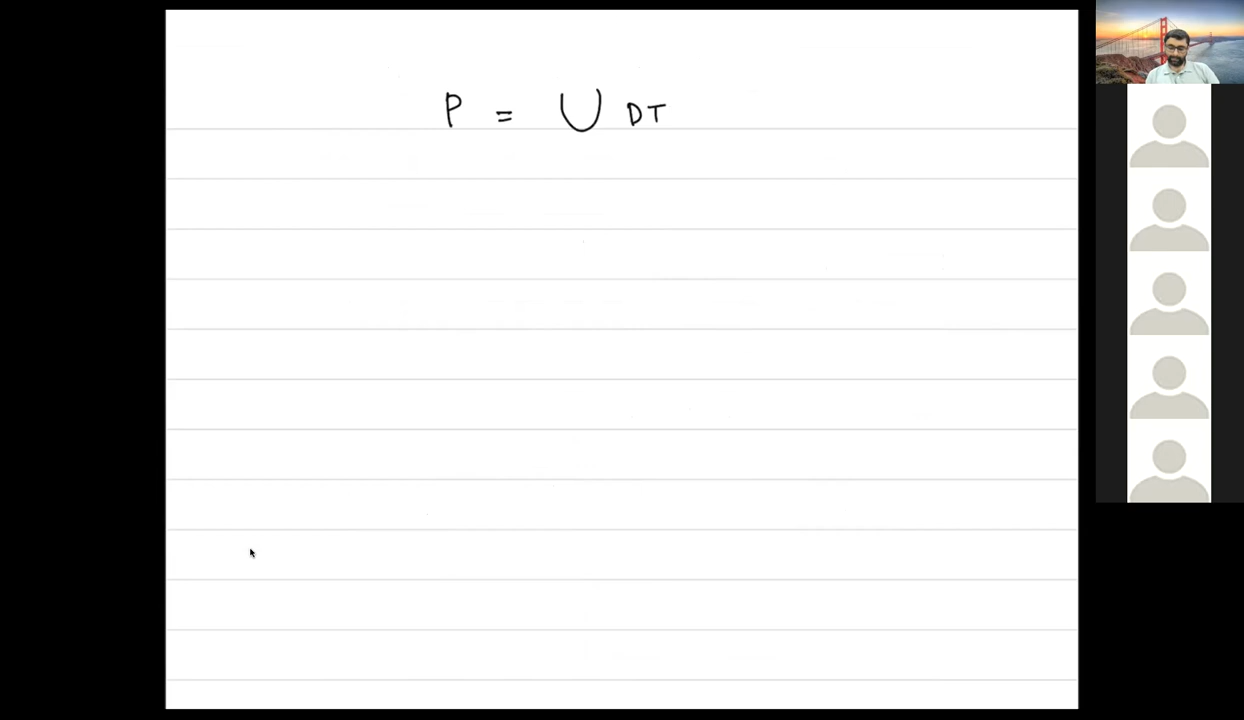 P = ∪ DT